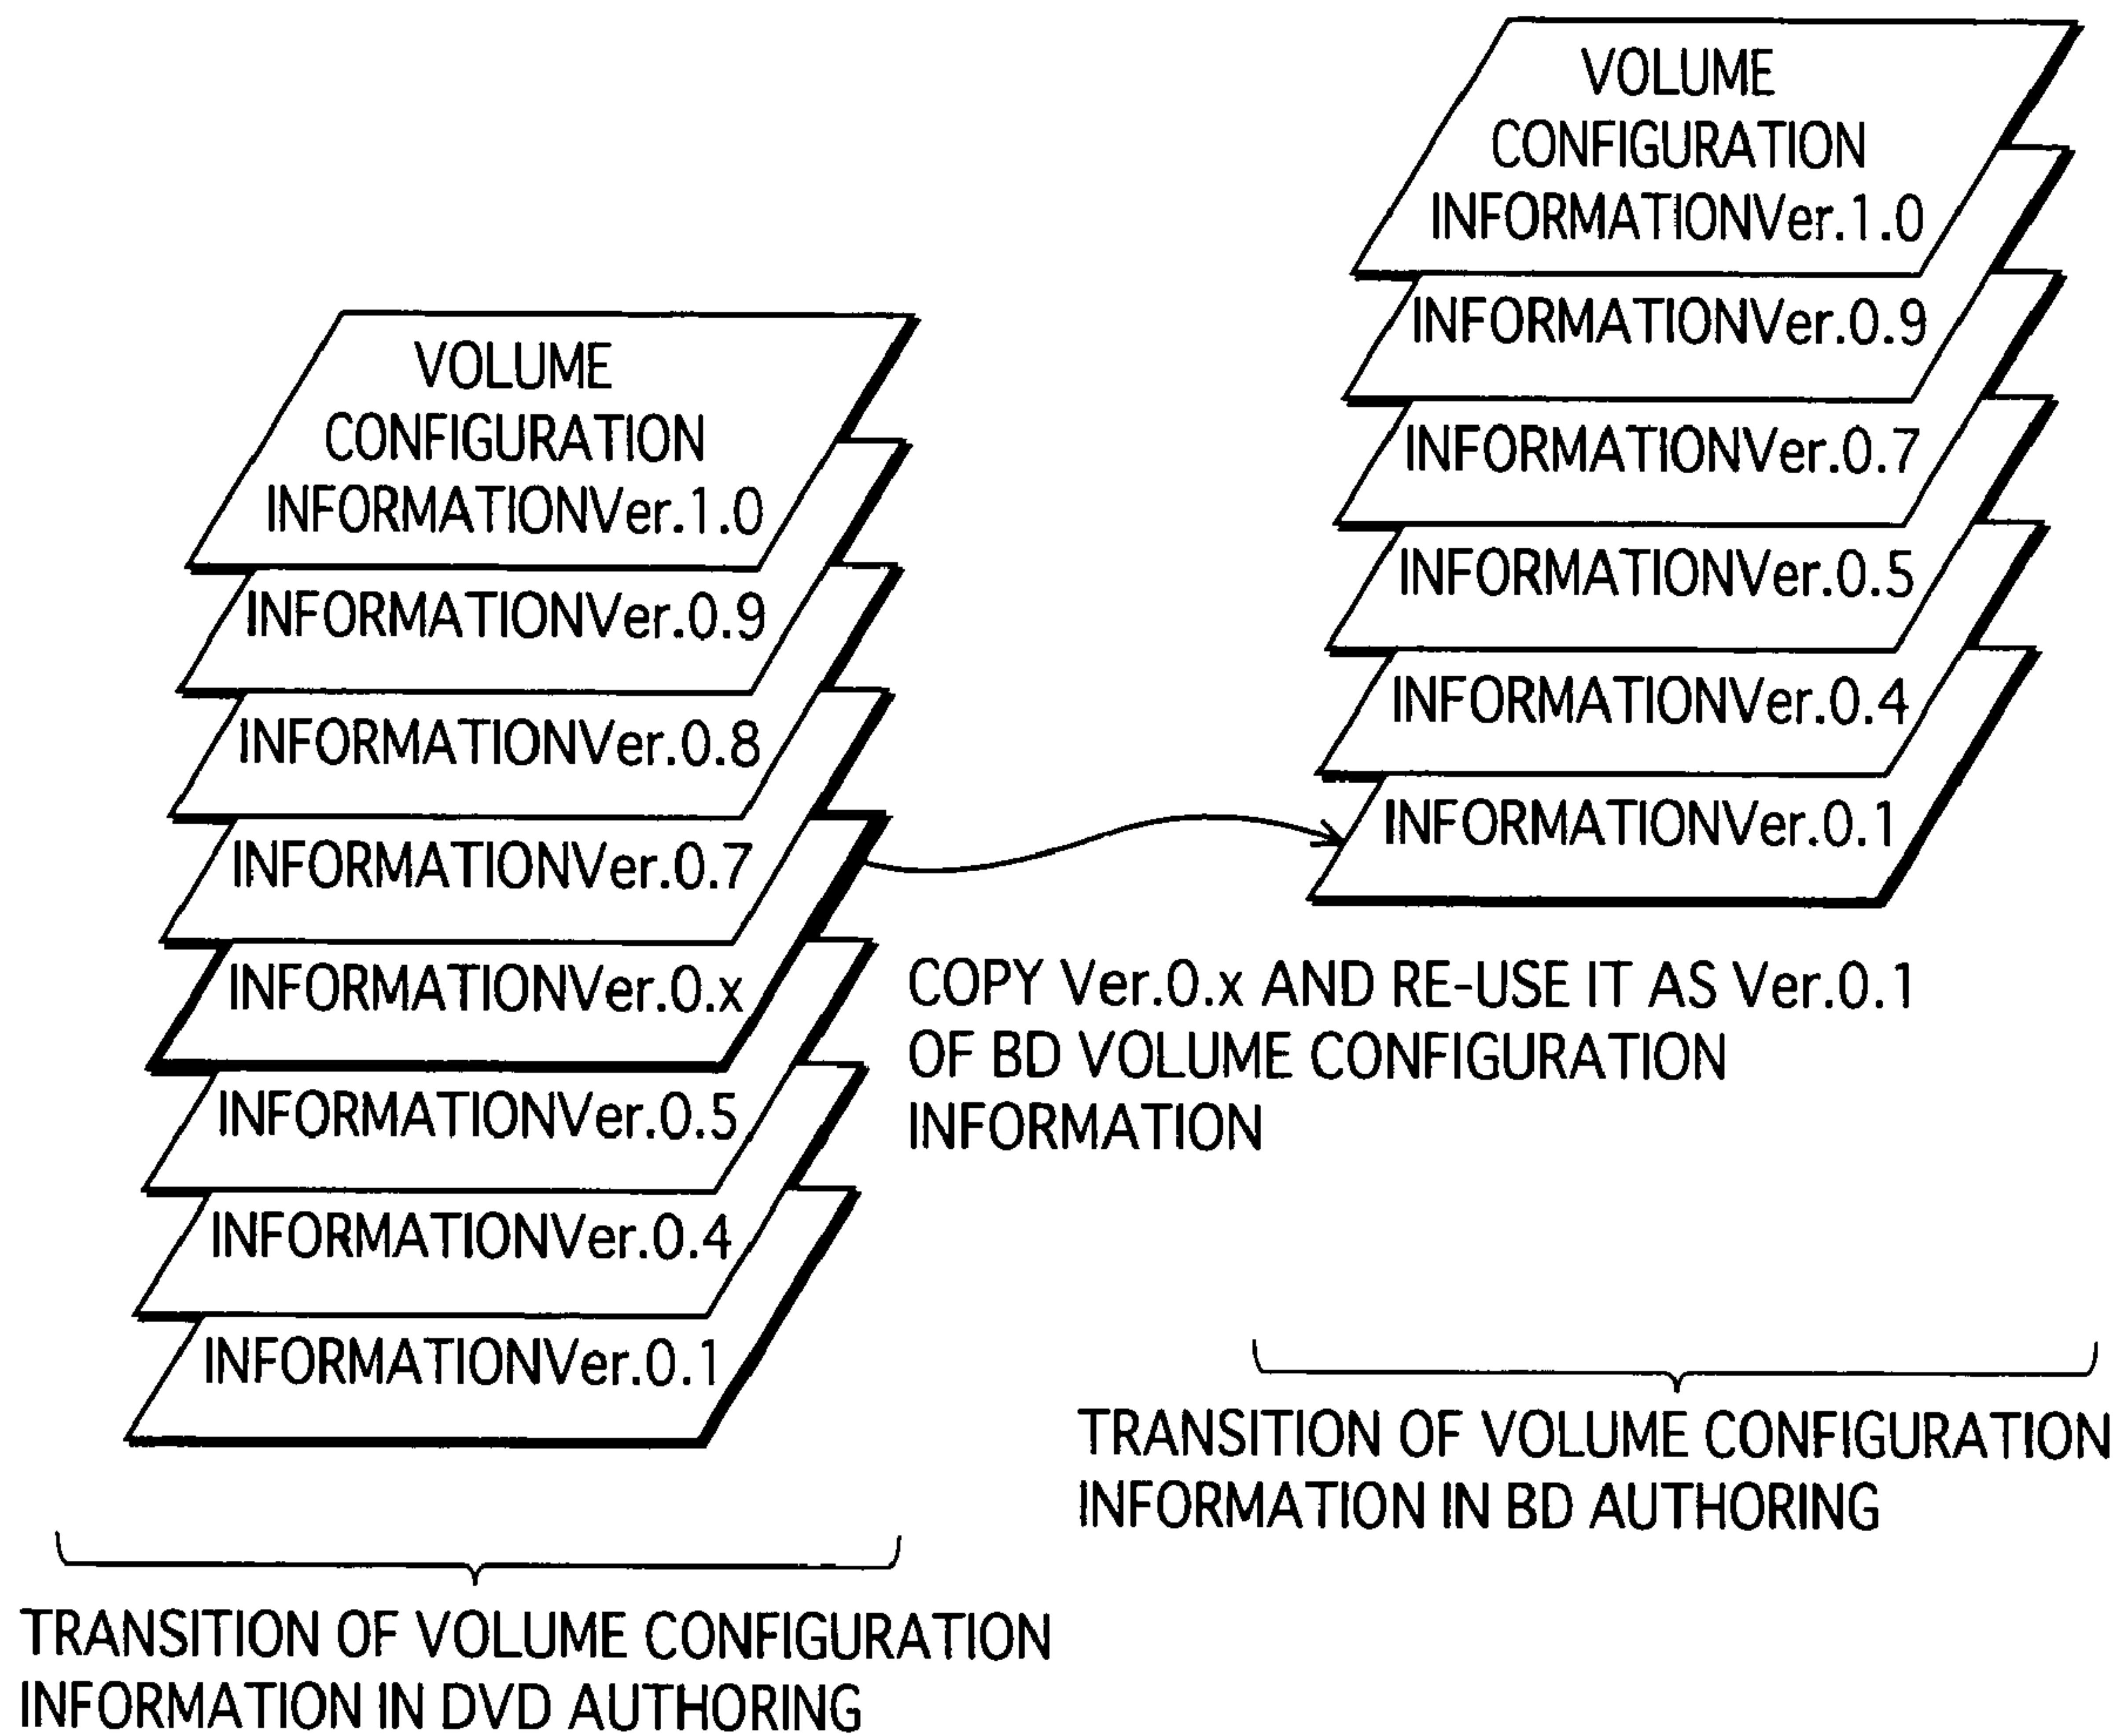 VOLUME
CONFIGURATION
INFORMATIONVer.1.0
INFORMATIONVer.0.9
INFORMATIONVer.0.8
INFORMATIONVer.0.7
INFORMATIONVer.0.x
INFORMATIONVer.0.5
INFORMATIONVer.0.4
INFORMATIONVer.0.1
TRANSITION OF VOLUME CONFIGURATION
INFORMATION IN DVD AUTHORING
VOLUME
CONFIGURATION
INFORMATIONVer.1.0
INFORMATIONVer.0.9
INFORMATIONVer.0.7
INFORMATIONVer.0.5
INFORMATIONVer.0.4
INFORMATIONVer.0.1
COPY Ver.0.x AND RE-USE IT AS Ver.0.1
OF BD VOLUME CONFIGURATION
INFORMATION
TRANSITION OF VOLUME CONFIGURATION
INFORMATION IN BD AUTHORING